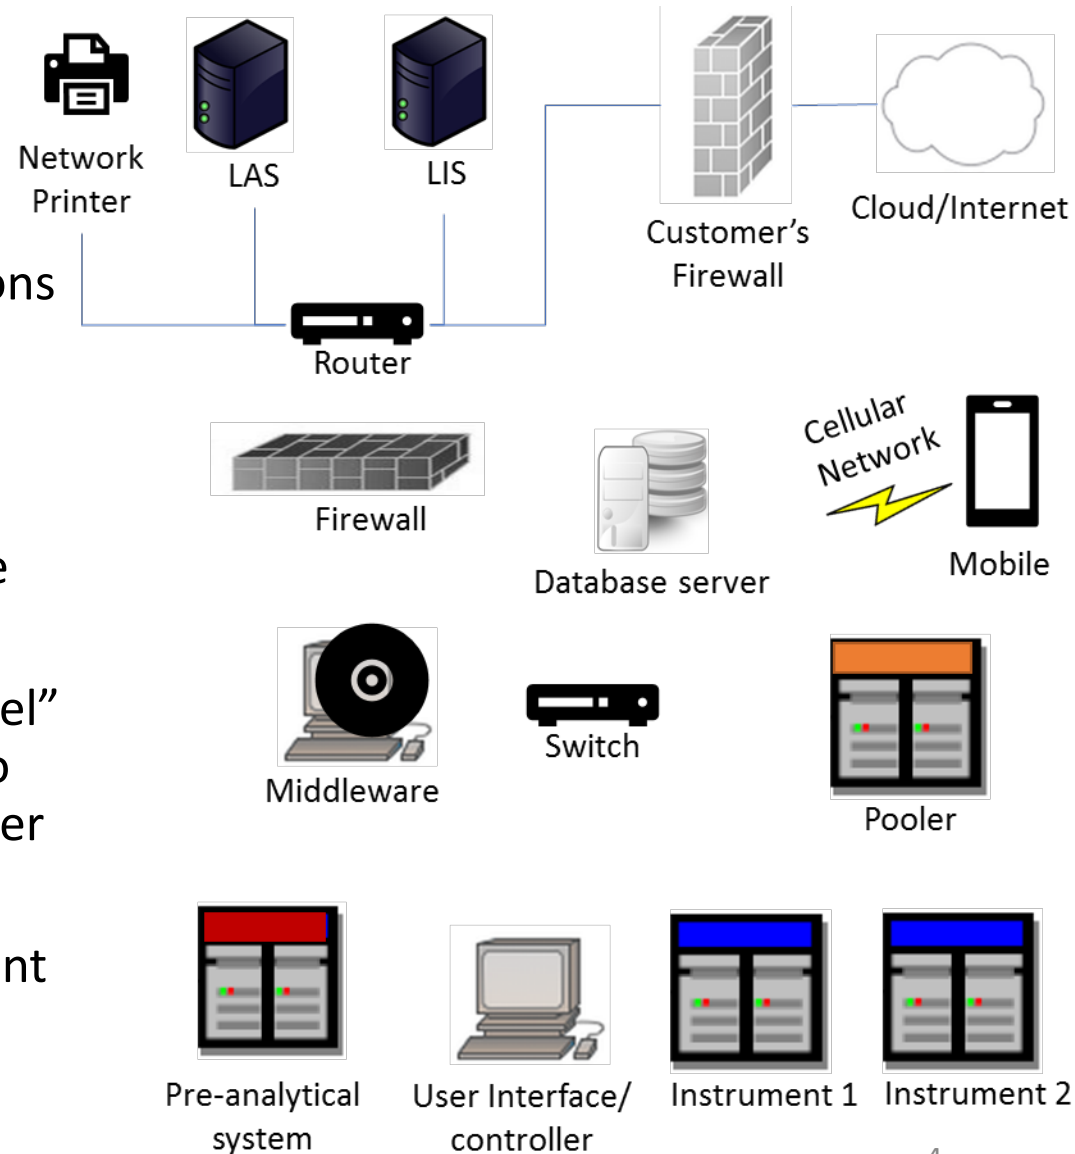 Network
Printer
LAS
LIS
Customer’s
Firewall
Cloud/Internet
ons
Router
Cellular
Network
Firewall
Database server
Mobile
e
el”
Switch
Middleware
o
er
Pooler
nt
Pre-analytical
system
User Interface/
controller
Instrument 1
Instrument 2